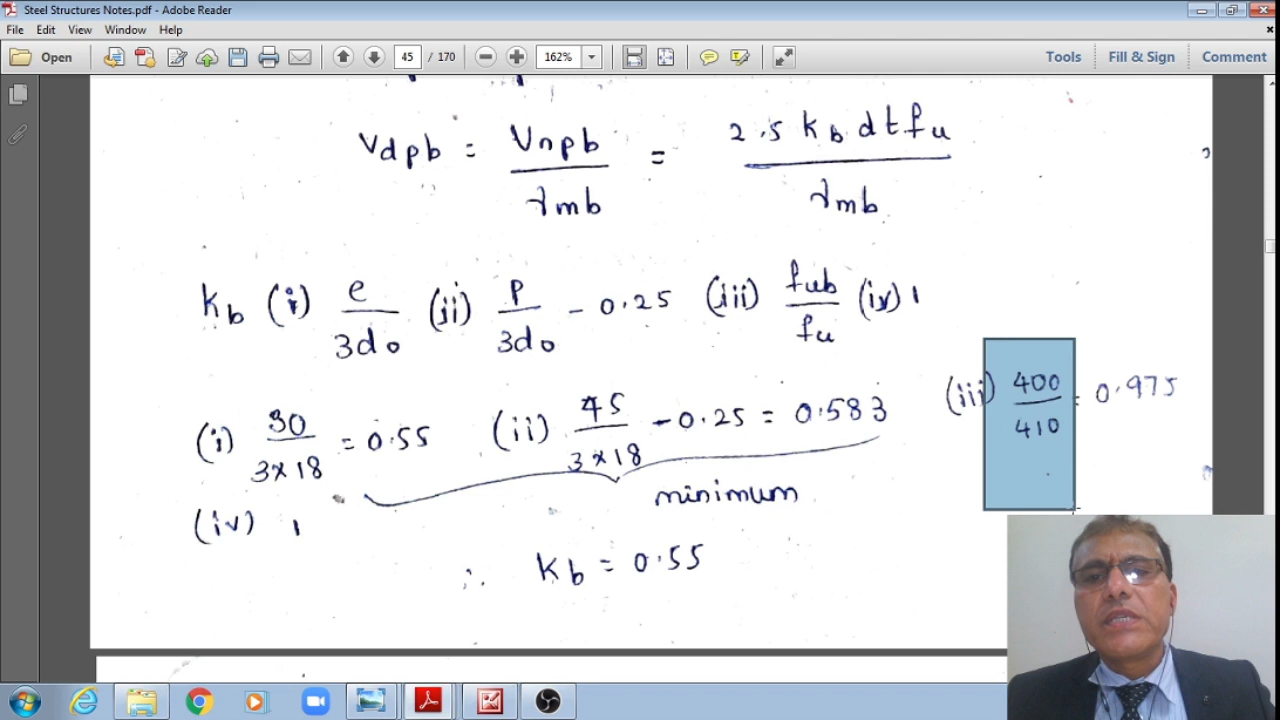 Steel Structures Notes.pdf - Adobe Reader
File Edit View Window Help
Open 45 / 170 162% Tools Fill & Sign Comment
Vdpb = Vnpb / γmb = 2.5 kb dt fu / γmb
kb (i) e / 3do (ii) p / 3do - 0.25 (iii) fub / fu (iv) 1
(i) 30 / 3×18 = 0.55 (ii) 45 / 3×18 - 0.25 = 0.583 (iii) 400 / 410 = 0.975
minimum
(iv) 1
∴ kb = 0.55